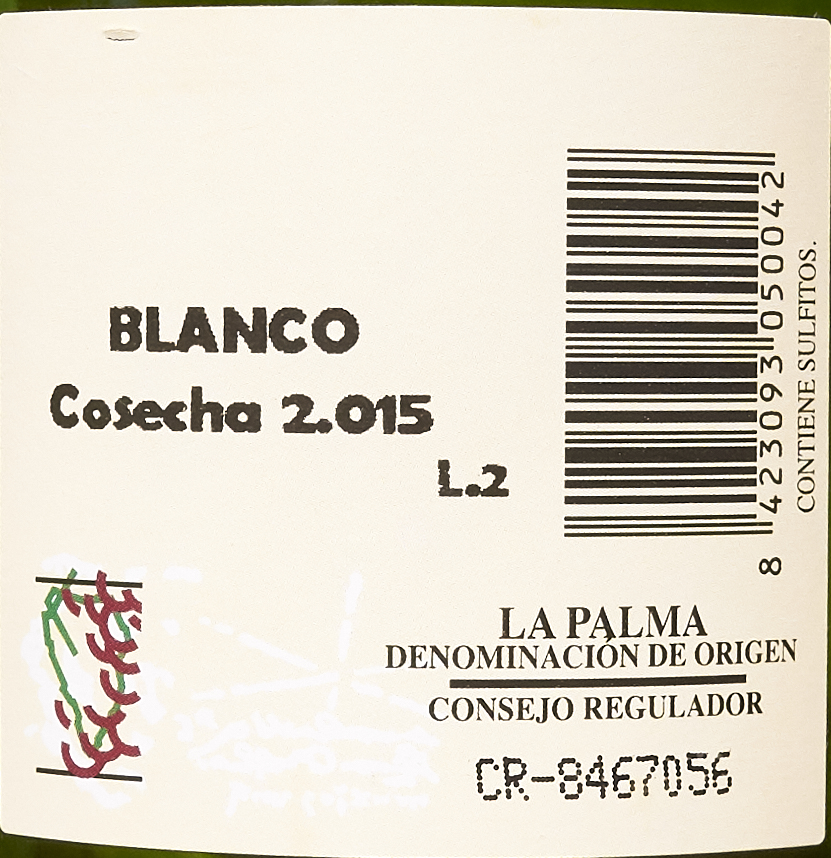 BLANCO
Cosecha 2.015
L.2
8 423093 050042
CONTIENE SULFITOS.
LA PALMA
DENOMINACIÓN DE ORIGEN
CONSEJO REGULADOR
CR-8467056